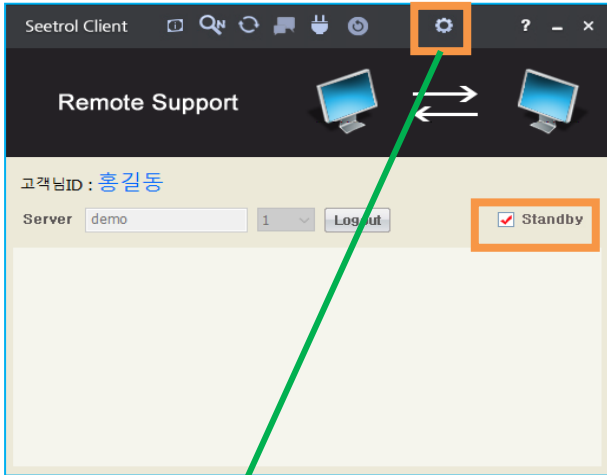 Seetrol Client ? – ×
Remote Support
고객님ID : 홍길동
Server demo 1 Logout Standby